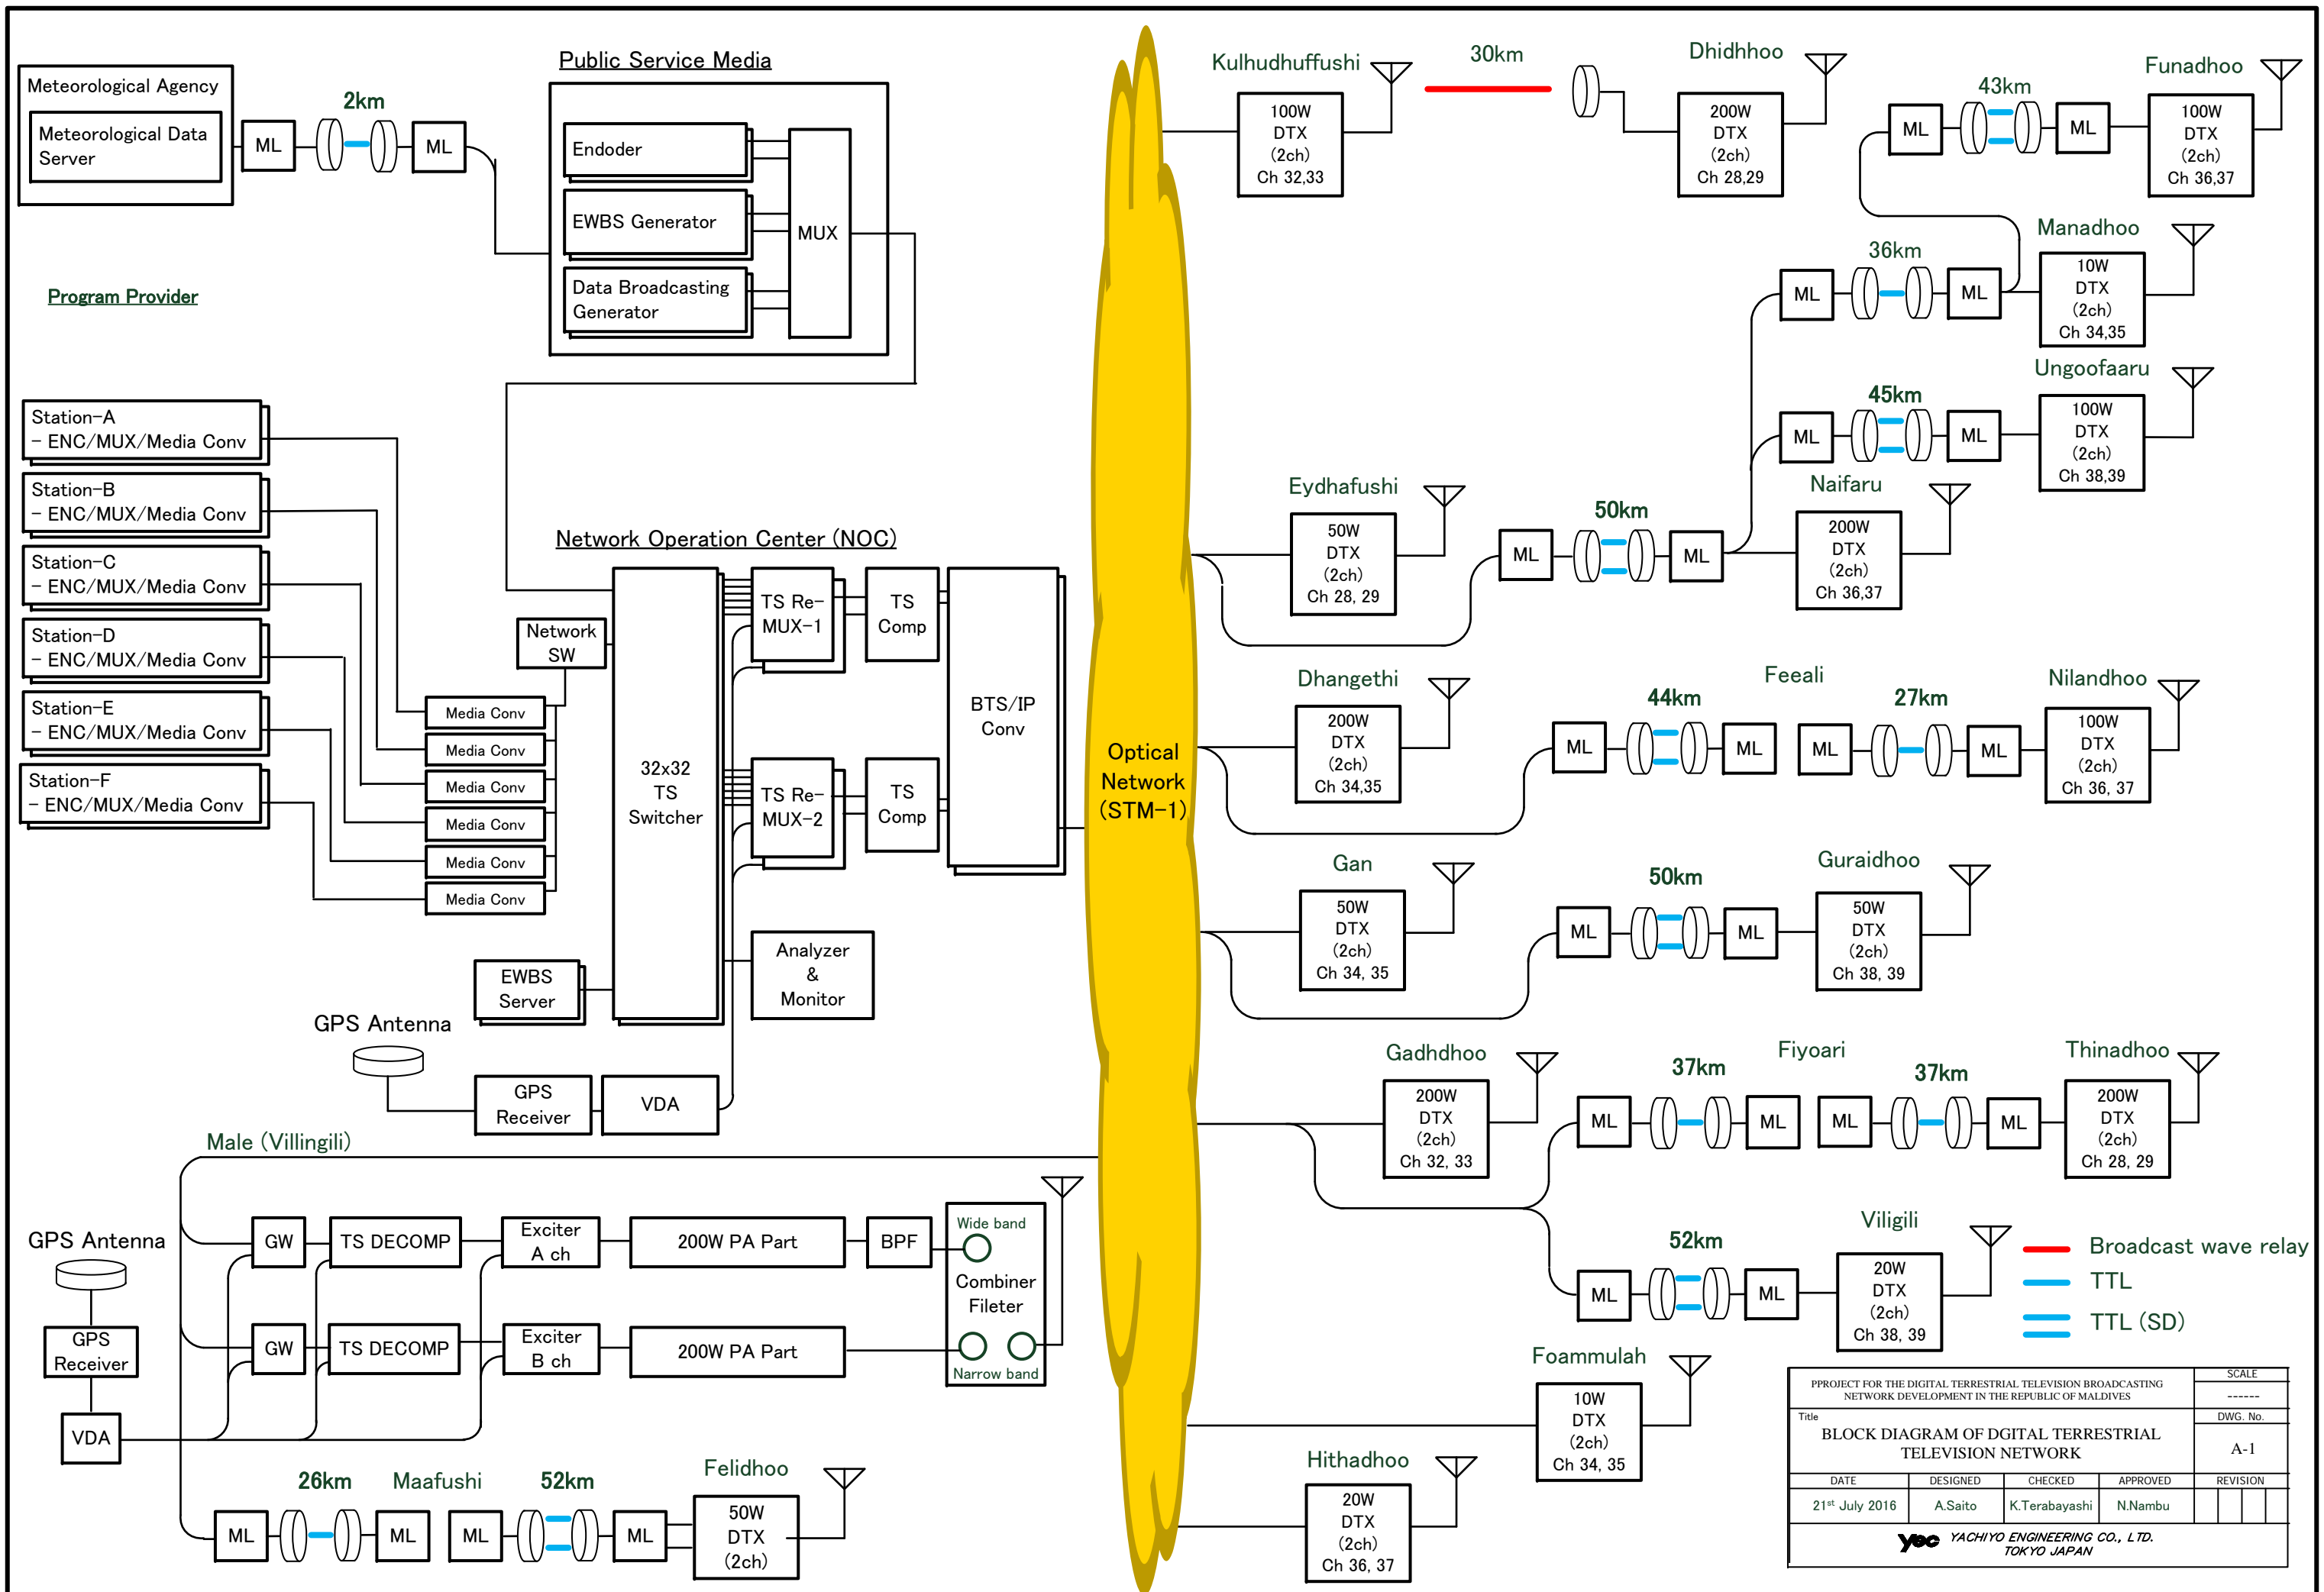 Meteorological Agency
Meteorological Data
Server
ML
2km
ML
Public Service Media
Endoder
EWBS Generator
Data Broadcasting
Generator
MUX
Program Provider
Station-A
- ENC/MUX/Media Conv
Station-B
- ENC/MUX/Media Conv
Station-C
- ENC/MUX/Media Conv
Station-D
- ENC/MUX/Media Conv
Station-E
- ENC/MUX/Media Conv
Station-F
- ENC/MUX/Media Conv
Media Conv
Media Conv
Media Conv
Media Conv
Media Conv
Media Conv
Network Operation Center (NOC)
Network
SW
32x32
TS
Switcher
TS Re-
MUX-1
TS
Comp
TS Re-
MUX-2
TS
Comp
BTS/IP
Conv
Analyzer
&
Monitor
EWBS
Server
GPS Antenna
GPS
Receiver
VDA
Male (Villingili)
GPS Antenna
GPS
Receiver
VDA
GW
TS DECOMP
Exciter
A ch
200W PA Part
BPF
GW
TS DECOMP
Exciter
B ch
200W PA Part
Wide band
Combiner
Fileter
Narrow band
ML
26km
ML
Maafushi
ML
52km
ML
Felidhoo
50W
DTX
(2ch)
Optical
Network
(STM-1)
Kulhudhuffushi
100W
DTX
(2ch)
Ch 32,33
30km
Dhidhhoo
200W
DTX
(2ch)
Ch 28,29
ML
43km
ML
Funadhoo
100W
DTX
(2ch)
Ch 36,37
ML
36km
ML
Manadhoo
10W
DTX
(2ch)
Ch 34,35
ML
45km
ML
Ungoofaaru
100W
DTX
(2ch)
Ch 38,39
Eydhafushi
50W
DTX
(2ch)
Ch 28, 29
ML
50km
ML
Naifaru
200W
DTX
(2ch)
Ch 36,37
Dhangethi
200W
DTX
(2ch)
Ch 34,35
ML
44km
ML
Feeali
ML
27km
ML
Nilandhoo
100W
DTX
(2ch)
Ch 36, 37
Gan
50W
DTX
(2ch)
Ch 34, 35
ML
50km
ML
Guraidhoo
50W
DTX
(2ch)
Ch 38, 39
Gadhdhoo
200W
DTX
(2ch)
Ch 32, 33
ML
37km
ML
Fiyoari
ML
37km
ML
Thinadhoo
200W
DTX
(2ch)
Ch 28, 29
ML
52km
ML
Viligili
20W
DTX
(2ch)
Ch 38, 39
Foammulah
10W
DTX
(2ch)
Ch 34, 35
Hithadhoo
20W
DTX
(2ch)
Ch 36, 37
Broadcast wave relay
TTL
TTL (SD)
PPROJECT FOR THE DIGITAL TERRESTRIAL TELEVISION BROADCASTING
NETWORK DEVELOPMENT IN THE REPUBLIC OF MALDIVES
SCALE
------
Title
BLOCK DIAGRAM OF DGITAL TERRESTRIAL
TELEVISION NETWORK
DWG. No.
A-1
DATE DESIGNED CHECKED APPROVED REVISION
21st July 2016 A.Saito K.Terabayashi N.Nambu
yec YACHIYO ENGINEERING CO., LTD.
TOKYO JAPAN